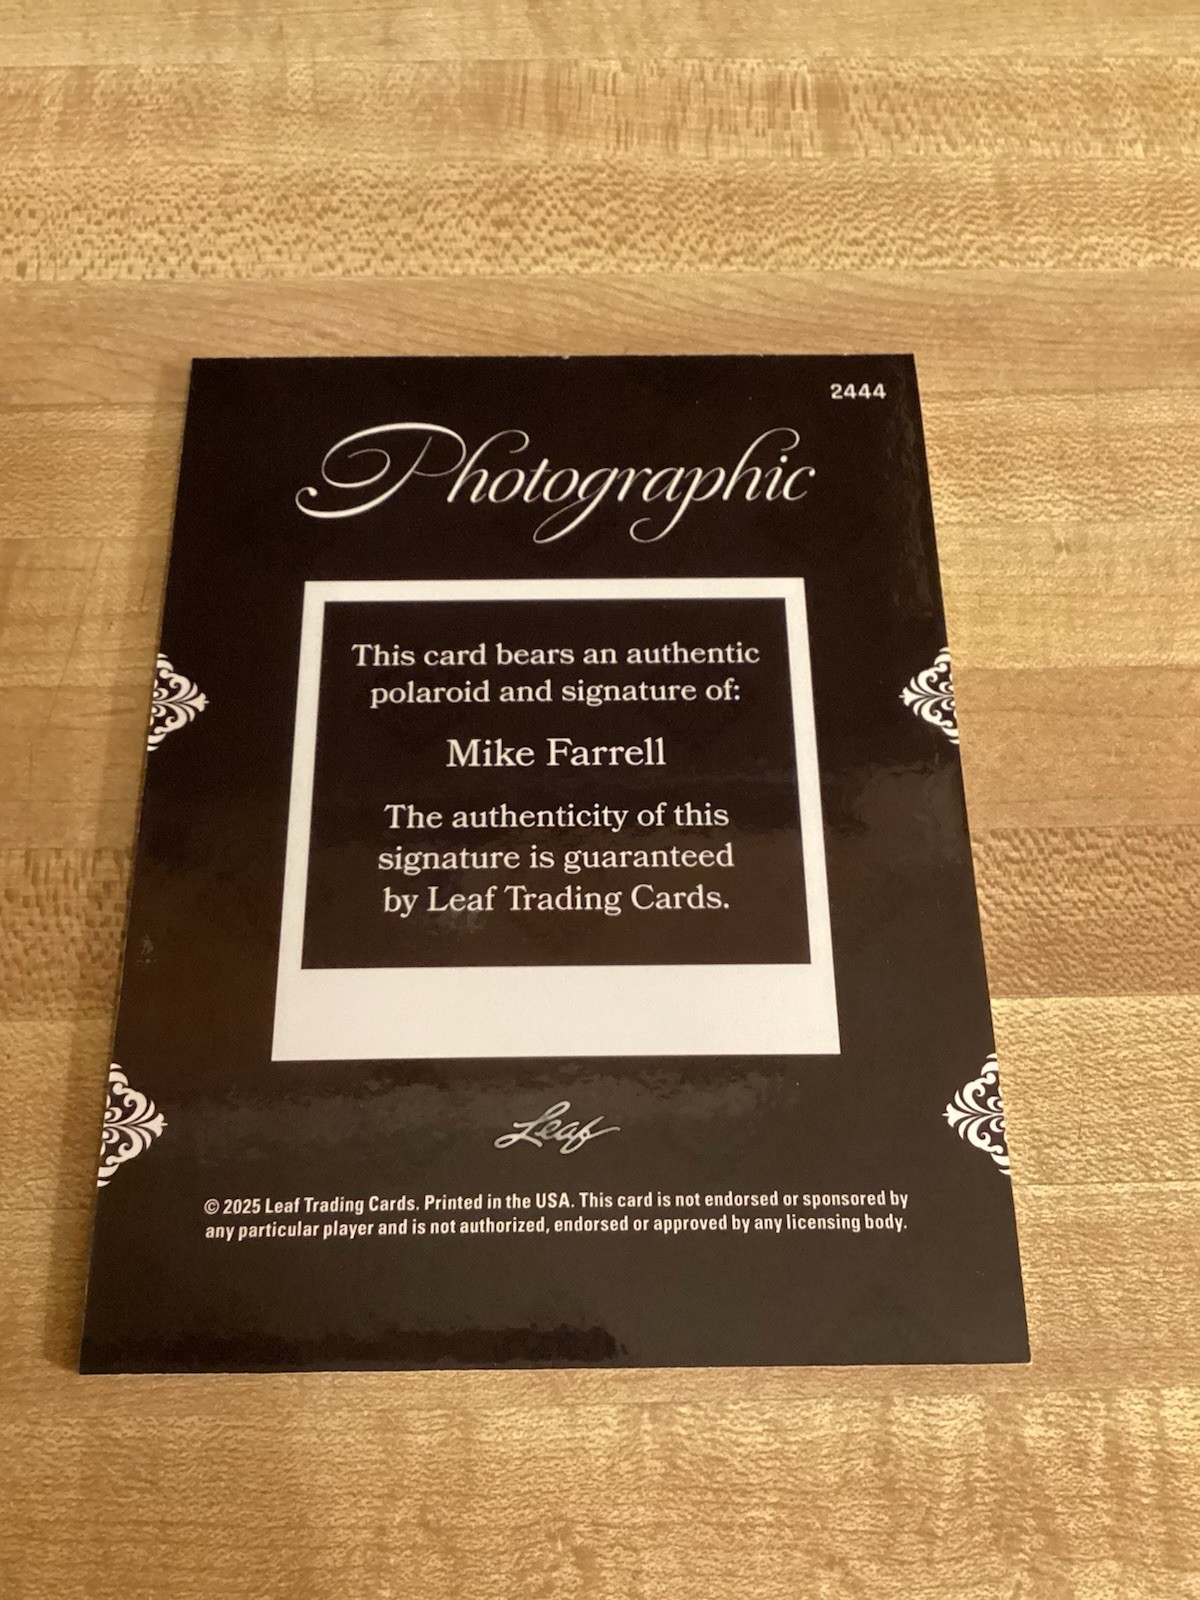 2444
Photographic
This card bears an authentic
polaroid and signature of:
Mike Farrell
The authenticity of this
signature is guaranteed
by Leaf Trading Cards.
Leaf
© 2025 Leaf Trading Cards. Printed in the USA. This card is not endorsed or sponsored by
any particular player and is not authorized, endorsed or approved by any licensing body.